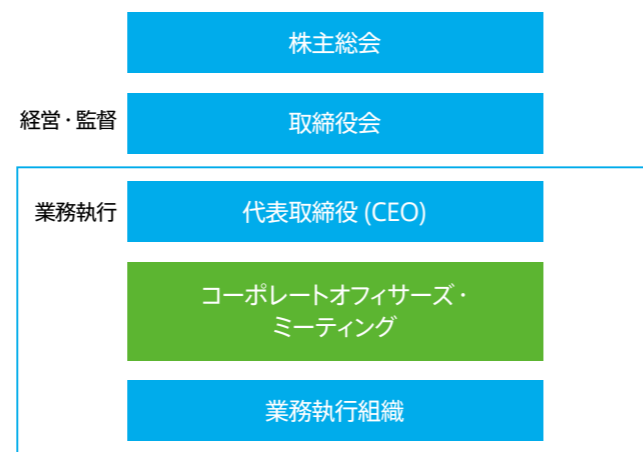 株主総会
経営・監督
取締役会
業務執行
代表取締役 (CEO)
コーポレートオフィサーズ・
ミーティング
業務執行組織